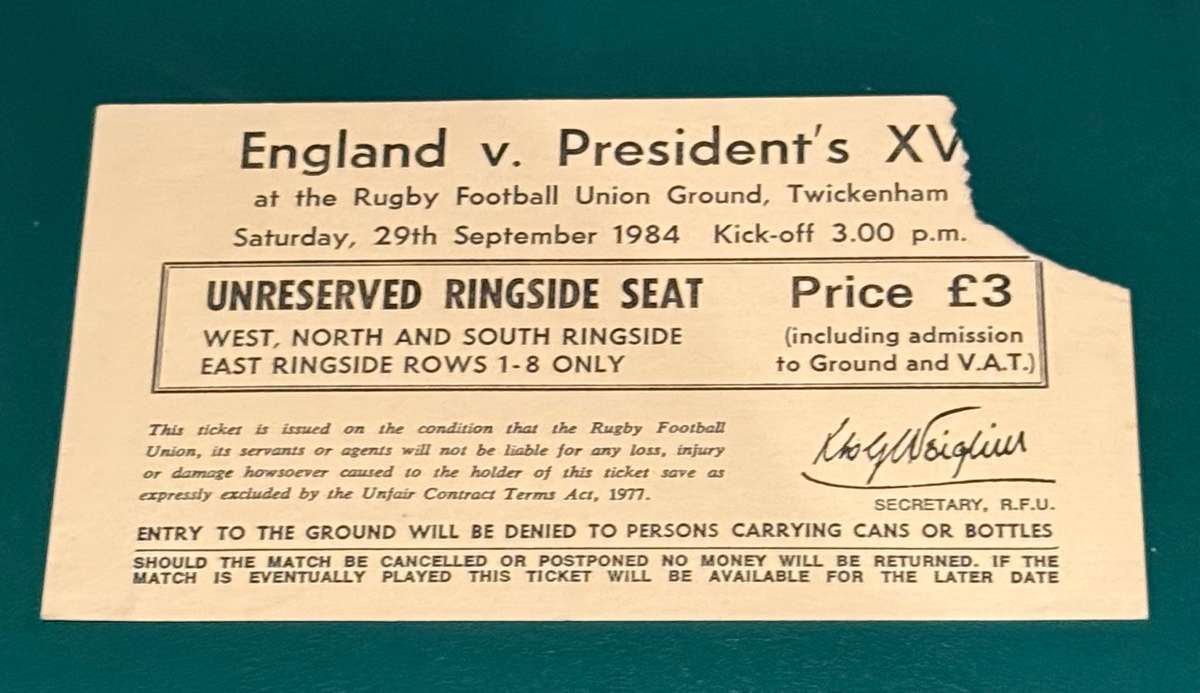 England v. President's XV
at the Rugby Football Union Ground, Twickenham
Saturday, 29th September 1984 Kick-off 3.00 p.m.
UNRESERVED RINGSIDE SEAT Price £3
WEST, NORTH AND SOUTH RINGSIDE (including admission
EAST RINGSIDE ROWS 1-8 ONLY to Ground and V.A.T.)
This ticket is issued on the condition that the Rugby Football
Union, its servants or agents will not be liable for any loss, injury
or damage howsoever caused to the holder of this ticket save as
expressly excluded by the Unfair Contract Terms Act, 1977.
SECRETARY, R.F.U.
ENTRY TO THE GROUND WILL BE DENIED TO PERSONS CARRYING CANS OR BOTTLES
SHOULD THE MATCH BE CANCELLED OR POSTPONED NO MONEY WILL BE RETURNED. IF THE
MATCH IS EVENTUALLY PLAYED THIS TICKET WILL BE AVAILABLE FOR THE LATER DATE